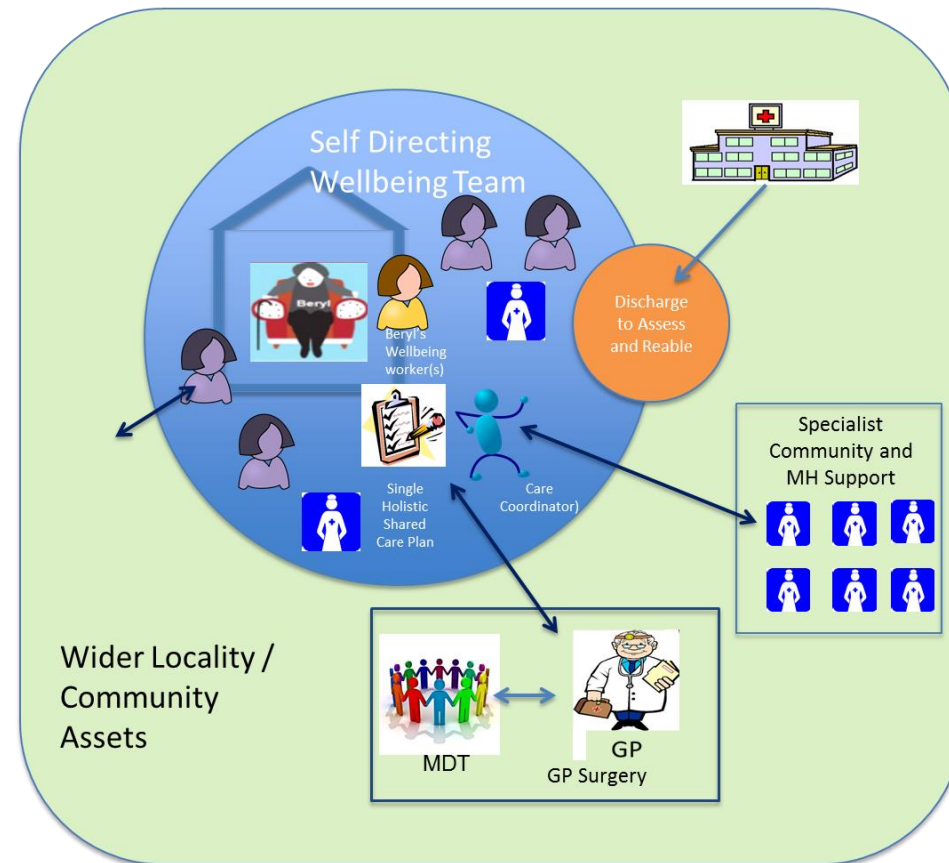 Self Directing
Wellbeing Team
Beryl
Beryl's
Wellbeing
worker(s)
Discharge
to Assess
and Reable
Single
Holistic
Shared
Care Plan
Care
Coordinator)
Specialist
Community and
MH Support
Wider Locality /
Community
Assets
MDT
GP
GP Surgery